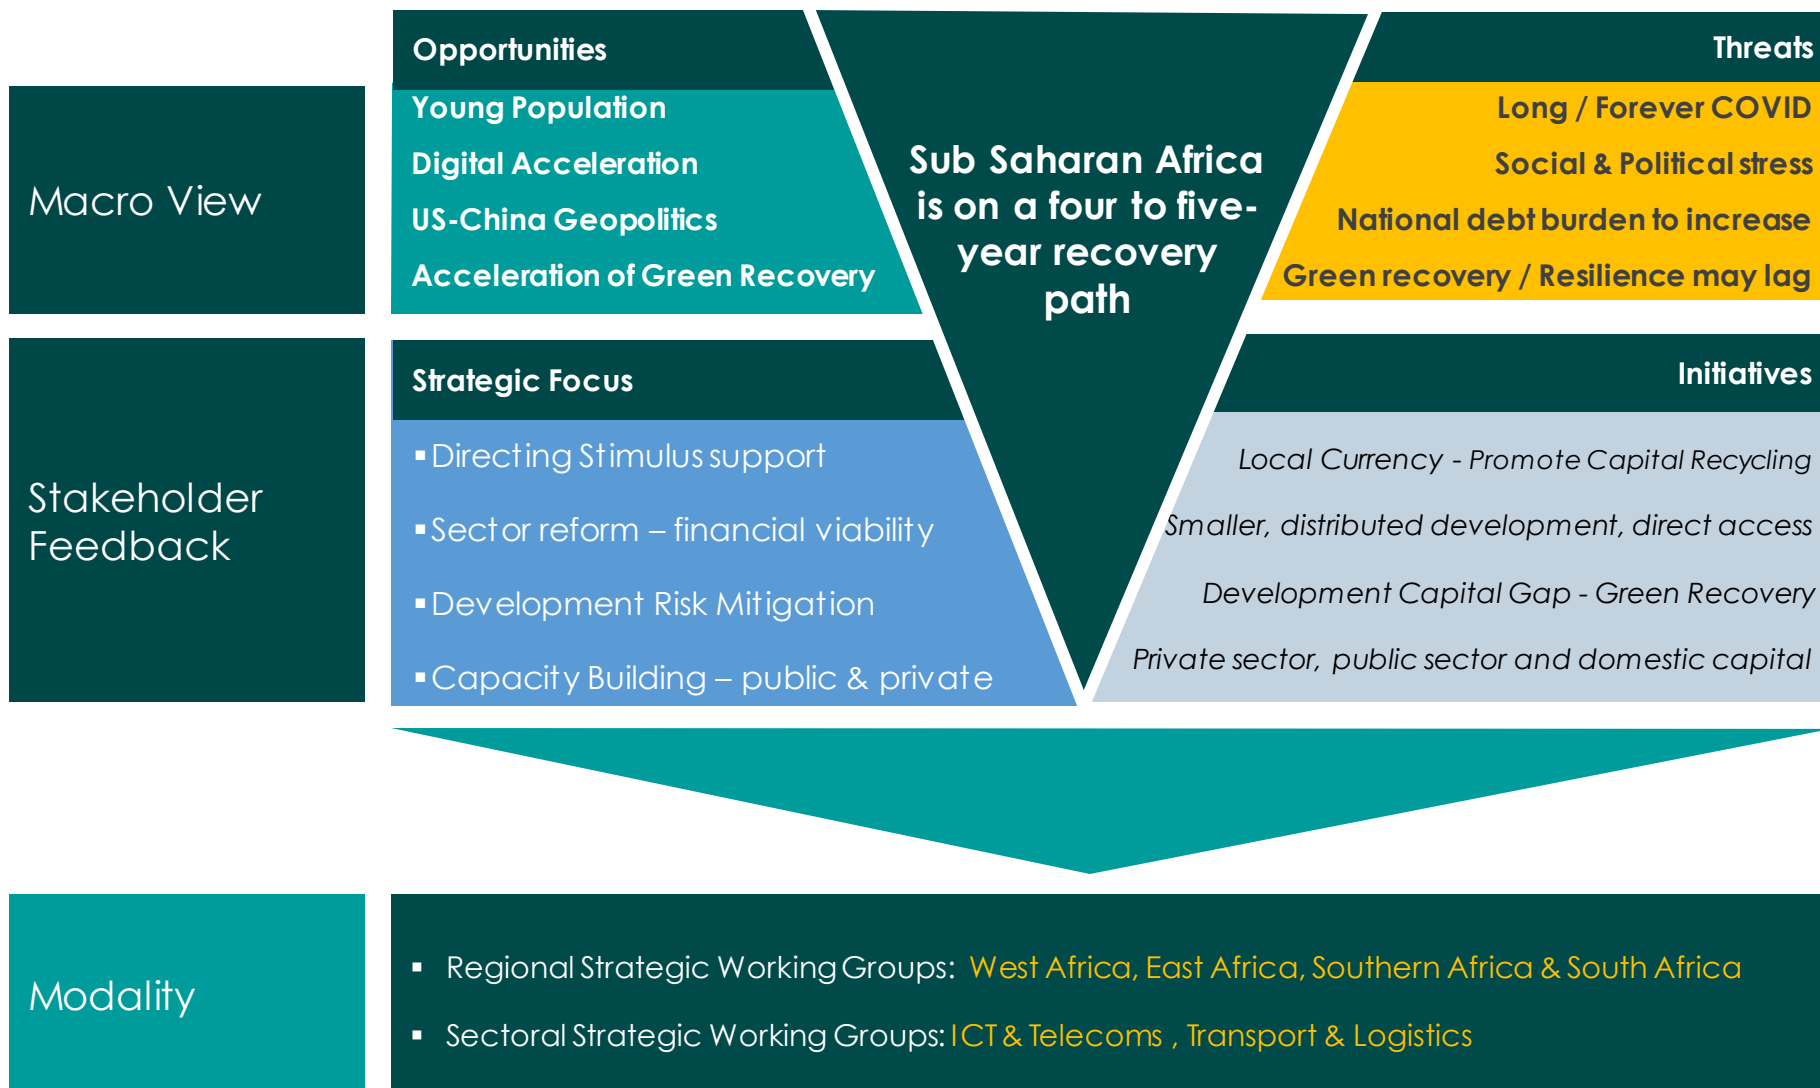 Macro View
Opportunities
Young Population
Digital Acceleration
US-China Geopolitics
Acceleration of Green Recovery
Sub Saharan Africa
is on a four to five-
year recovery
path
Threats
Long / Forever COVID
Social & Political stress
National debt burden to increase
Green recovery / Resilience may lag
Stakeholder
Feedback
Strategic Focus
▪Directing Stimulus support
▪Sector reform – financial viability
▪Development Risk Mitigation
▪Capacity Building – public & private
Initiatives
Local Currency - Promote Capital Recycling
Smaller, distributed development, direct access
Development Capital Gap - Green Recovery
Private sector, public sector and domestic capital
Modality
▪ Regional Strategic Working Groups: West Africa, East Africa, Southern Africa & South Africa
▪ Sectoral Strategic Working Groups: ICT & Telecoms , Transport & Logistics